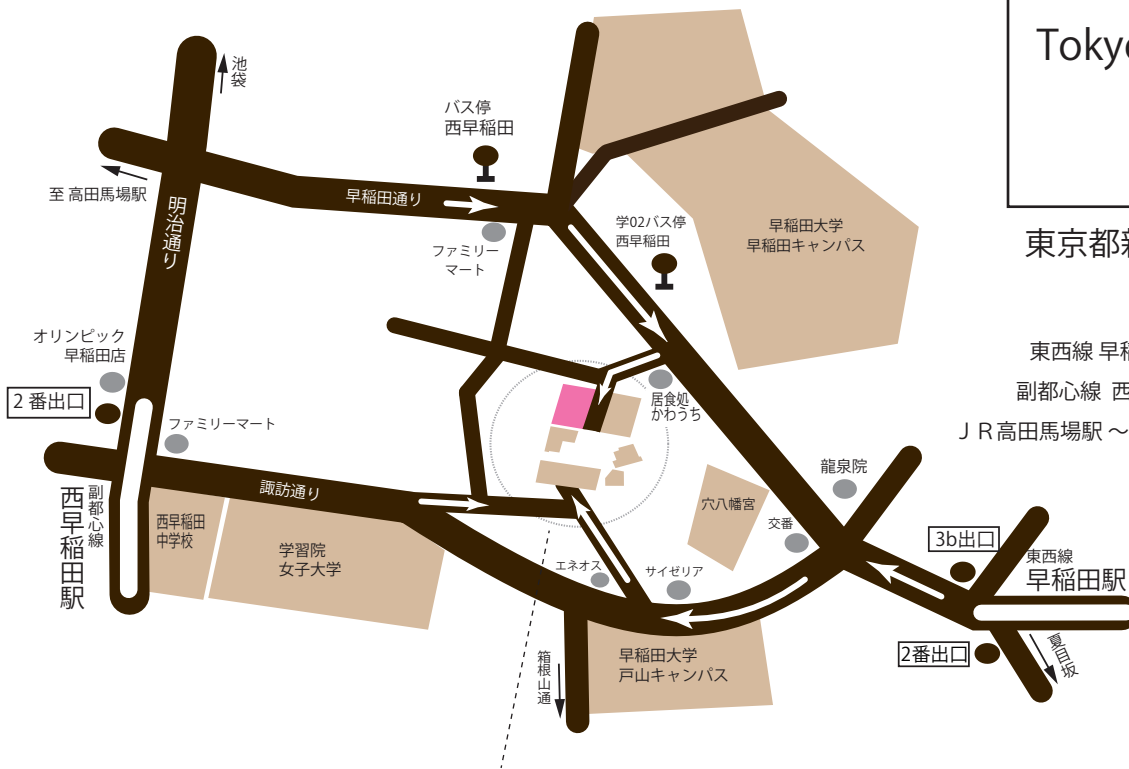 池袋
バス停
西早稲田
至 高田馬場駅
早稲田通り
明治通り
ファミリー
マート
学02バス停
西早稲田
早稲田大学
早稲田キャンパス
Tokyo
東京都新
オリンピック
早稲田店
2 番出口
ファミリーマート
東西線 早稲
副都心線 西
ＪＲ高田馬場駅 〜
居食処
かわうち
諏訪通り
副都心線
西早稲田駅
西早稲田
中学校
学習院
女子大学
龍泉院
穴八幡宮
交番
エネオス
サイゼリア
3b出口
東西線
早稲田駅
2番出口
夏目坂
箱根山通
早稲田大学
戸山キャンパス